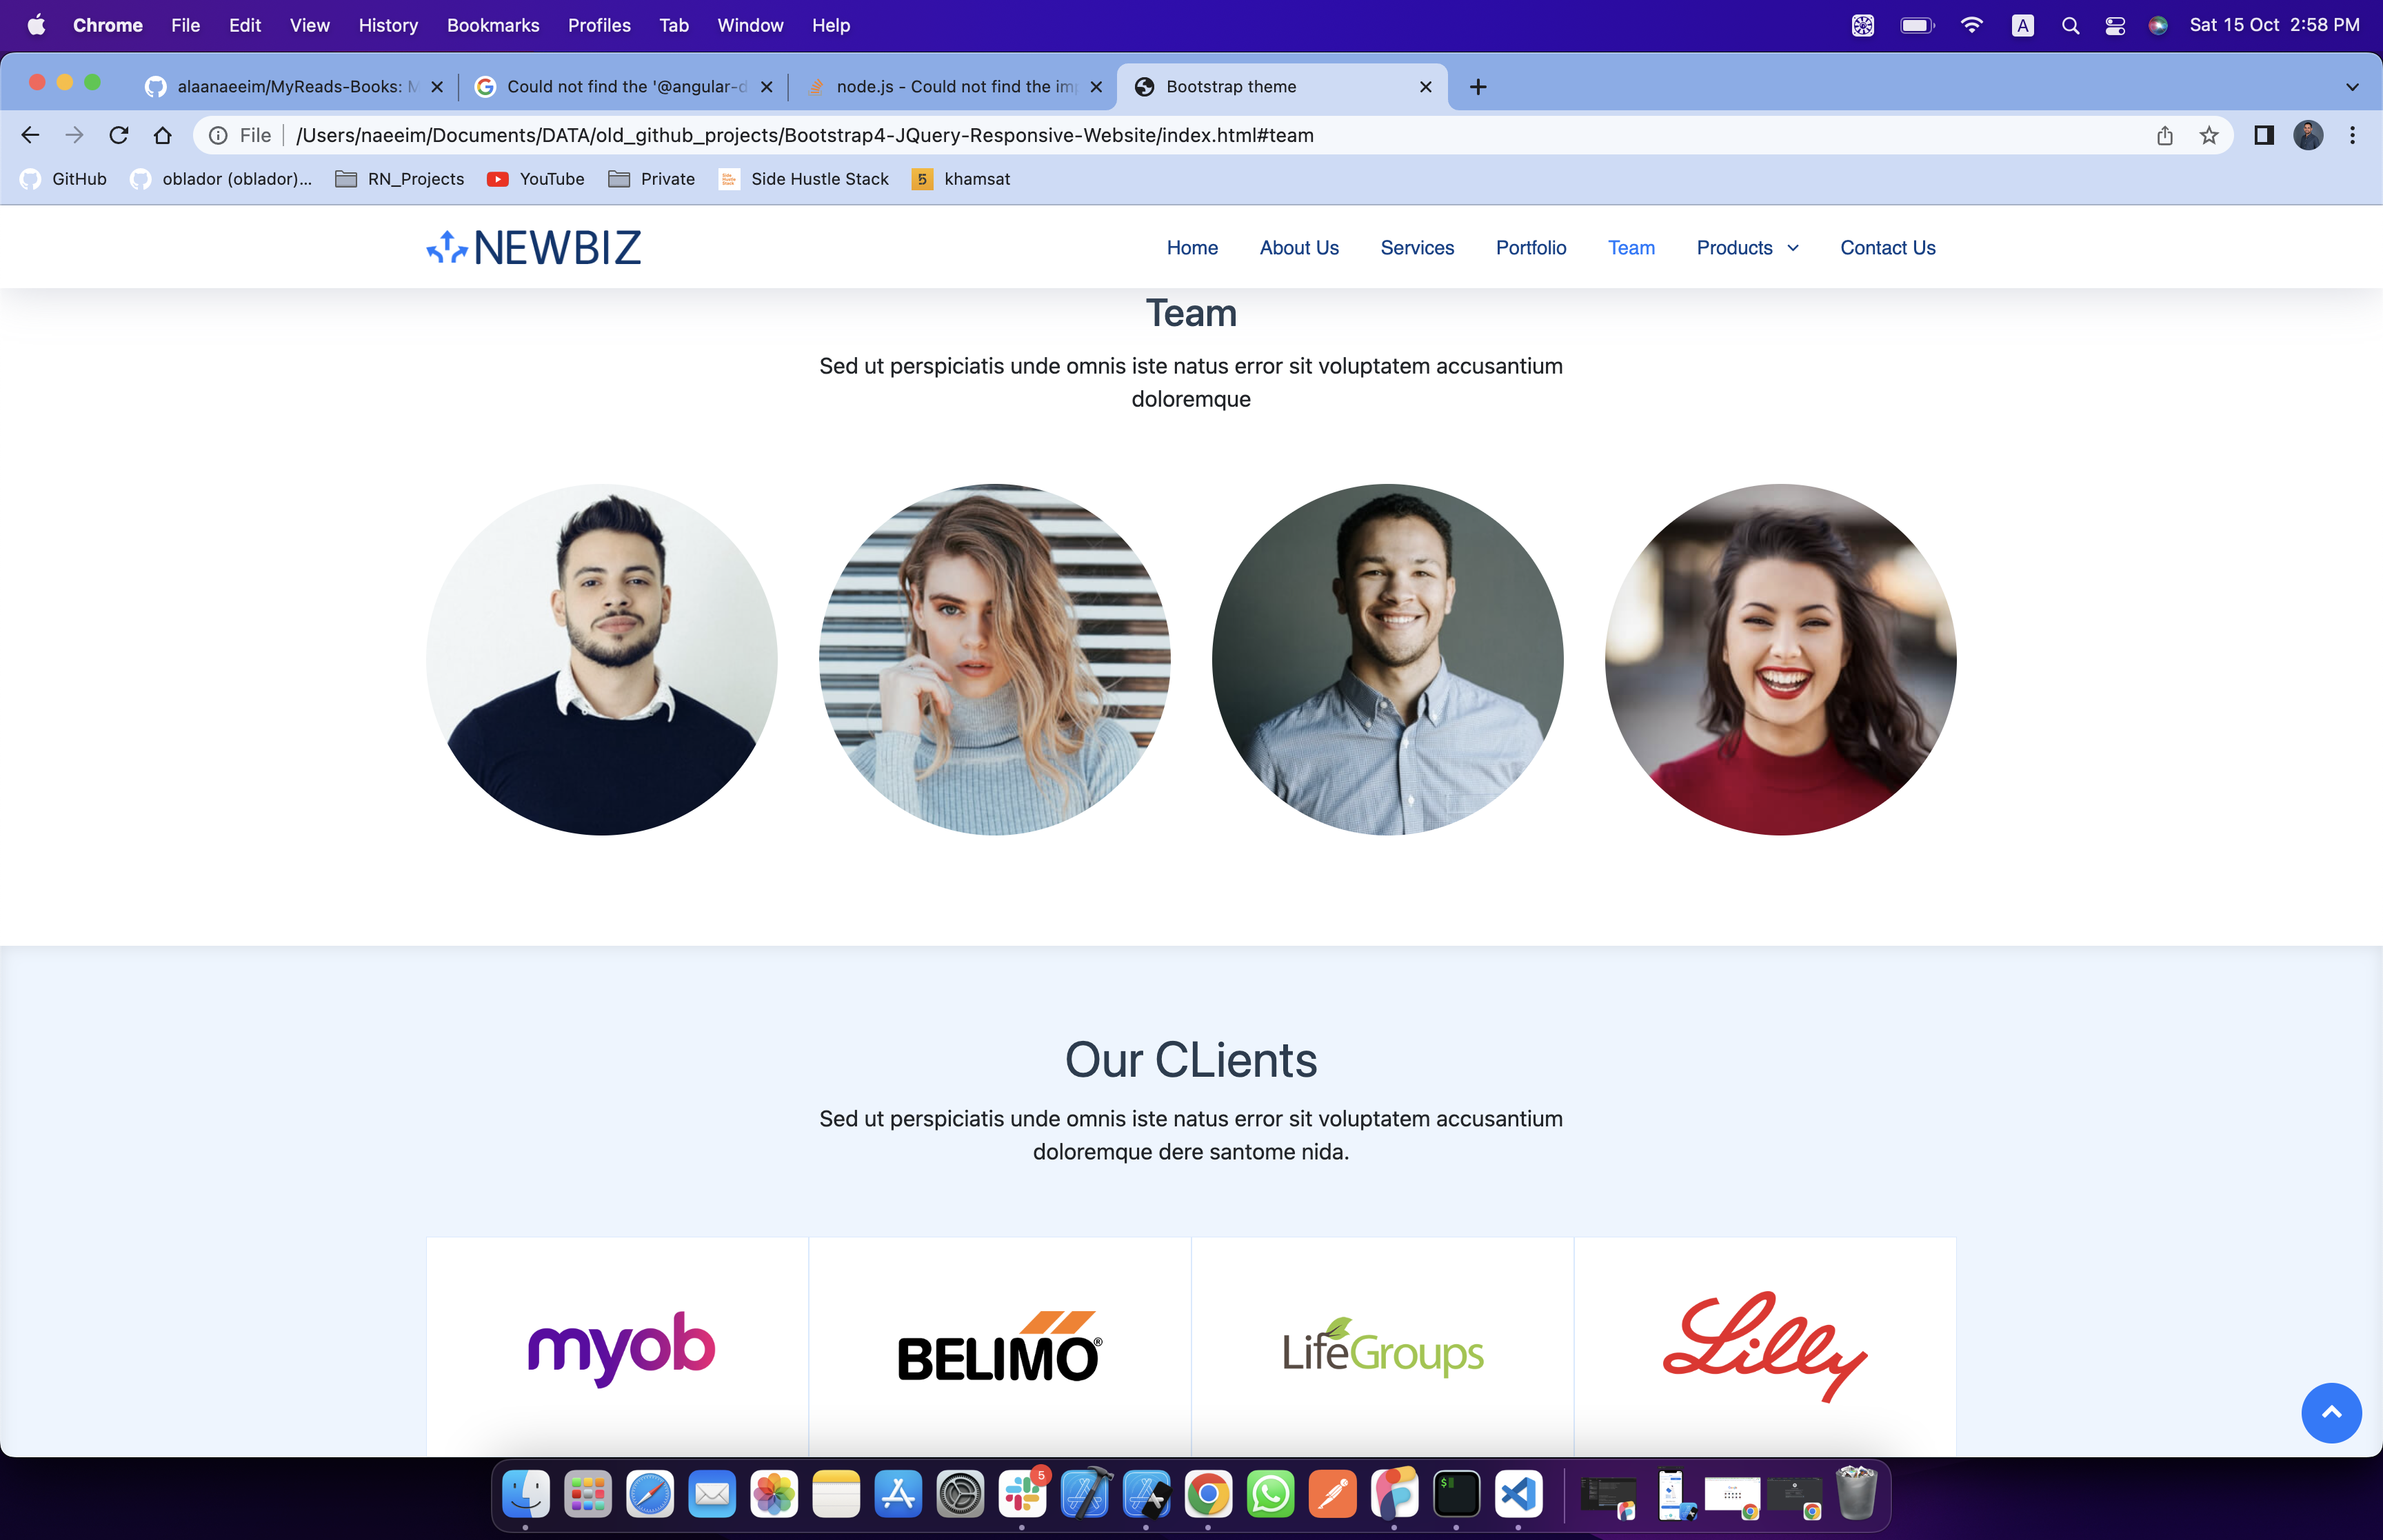 Chrome File Edit View History Bookmarks Profiles Tab Window Help A Sat 15 Oct 2:58 PM
alaanaeeim/MyReads-Books: M Could not find the '@angular-d node.js - Could not find the im Bootstrap theme
File /Users/naeeim/Documents/DATA/old_github_projects/Bootstrap4-JQuery-Responsive-Website/index.html#team
GitHub oblador (oblador)... RN_Projects YouTube Private Side Hustle Stack 5 khamsat
NEWBIZ Home About Us Services Portfolio Team Products Contact Us
Team
Sed ut perspiciatis unde omnis iste natus error sit voluptatem accusantium
doloremque
Our CLients
Sed ut perspiciatis unde omnis iste natus error sit voluptatem accusantium
doloremque dere santome nida.
myob BELIMO® LifeGroups Lilly
5